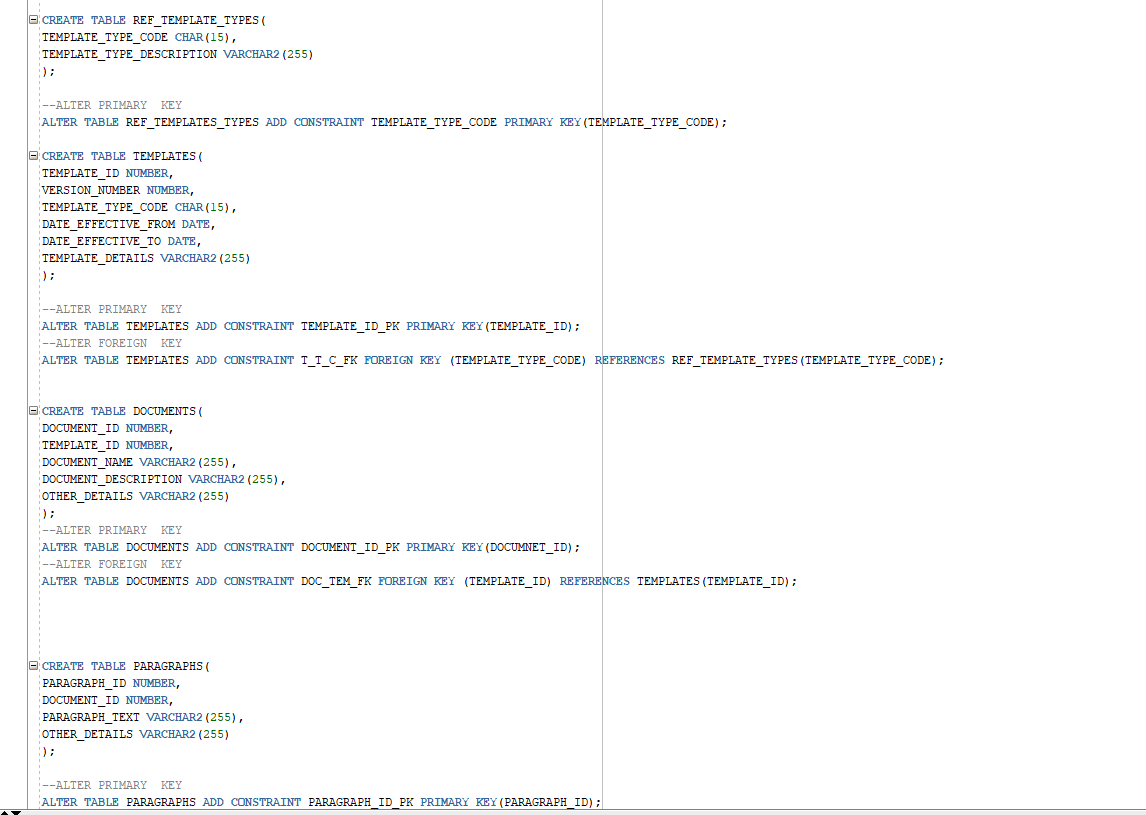 CREATE TABLE REF_TEMPLATE_TYPES(
TEMPLATE_TYPE_CODE CHAR(15),
TEMPLATE_TYPE_DESCRIPTION VARCHAR2(255)
);
--ALTER PRIMARY  KEY
ALTER TABLE REF_TEMPLATES_TYPES ADD CONSTRAINT TEMPLATE_TYPE_CODE PRIMARY KEY(TEMPLATE_TYPE_CODE);
CREATE TABLE TEMPLATES(
TEMPLATE_ID NUMBER,
VERSION_NUMBER NUMBER,
TEMPLATE_TYPE_CODE CHAR(15),
DATE_EFFECTIVE_FROM DATE,
DATE_EFFECTIVE_TO DATE,
TEMPLATE_DETAILS VARCHAR2(255)
);
--ALTER PRIMARY  KEY
ALTER TABLE TEMPLATES ADD CONSTRAINT TEMPLATE_ID_PK PRIMARY KEY(TEMPLATE_ID);
--ALTER FOREIGN  KEY
ALTER TABLE TEMPLATES ADD CONSTRAINT T_T_C_FK FOREIGN KEY (TEMPLATE_TYPE_CODE) REFERENCES REF_TEMPLATE_TYPES(TEMPLATE_TYPE_CODE);
CREATE TABLE DOCUMENTS(
DOCUMENT_ID NUMBER,
TEMPLATE_ID NUMBER,
DOCUMENT_NAME VARCHAR2(255),
DOCUMENT_DESCRIPTION VARCHAR2(255),
OTHER_DETAILS VARCHAR2(255)
);
--ALTER PRIMARY  KEY
ALTER TABLE DOCUMENTS ADD CONSTRAINT DOCUMENT_ID_PK PRIMARY KEY(DOCUMNET_ID);
--ALTER FOREIGN  KEY
ALTER TABLE DOCUMENTS ADD CONSTRAINT DOC_TEM_FK FOREIGN KEY (TEMPLATE_ID) REFERENCES TEMPLATES(TEMPLATE_ID);
CREATE TABLE PARAGRAPHS(
PARAGRAPH_ID NUMBER,
DOCUMENT_ID NUMBER,
PARAGRAPH_TEXT VARCHAR2(255),
OTHER_DETAILS VARCHAR2(255)
);
--ALTER PRIMARY  KEY
ALTER TABLE PARAGRAPHS ADD CONSTRAINT PARAGRAPH_ID_PK PRIMARY KEY(PARAGRAPH_ID);